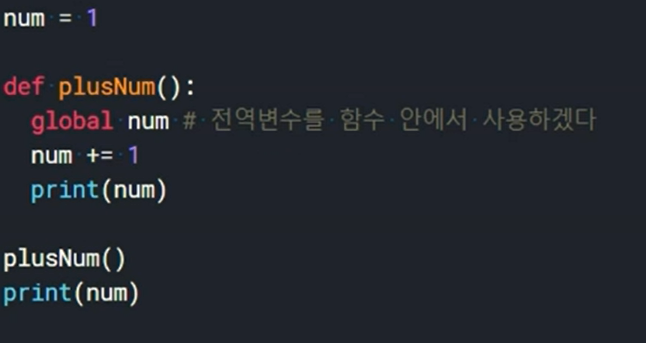 num = 1
def plusNum():
global num # 전역변수를 함수 안에서 사용하겠다
num += 1
print(num)
plusNum()
print(num)